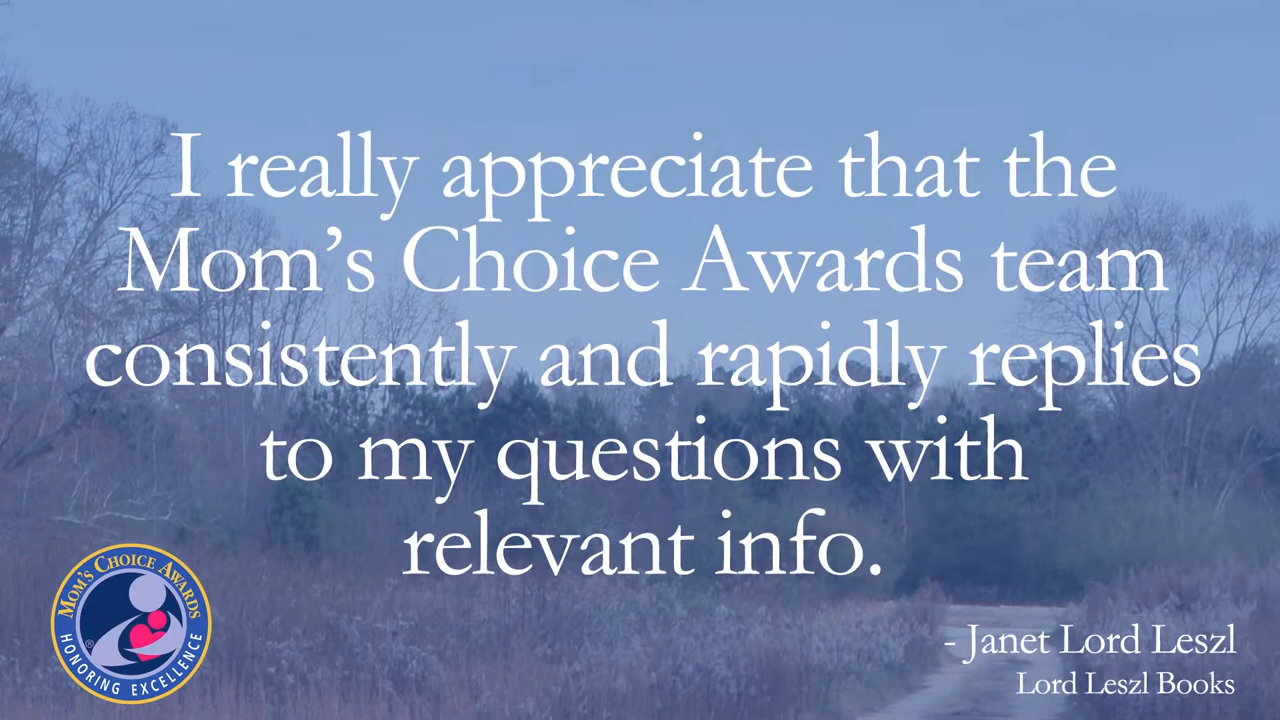 I really appreciate that the
Mom’s Choice Awards team
consistently and rapidly replies
to my questions with
relevant info.
MOM'S CHOICE AWARDS
®
HONORING EXCELLENCE
- Janet Lord Leszl
Lord Leszl Books